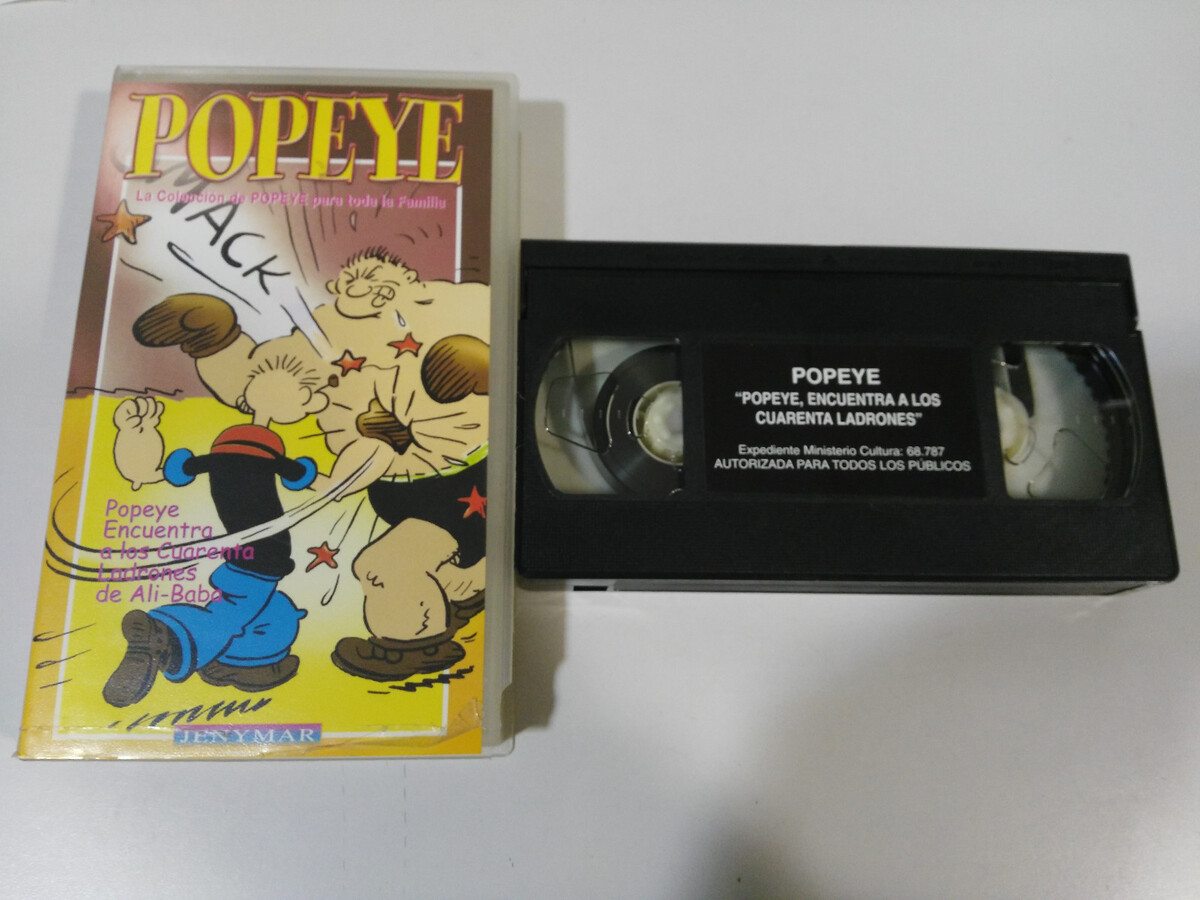 POPEYE
La Colección de POPEYE para toda la Familia
SMACK
Popeye
Encuentra
a los Cuarenta
Ladrones
de Ali-Baba
JENYMAR
POPEYE
“POPEYE, ENCUENTRA A LOS
CUARENTA LADRONES”
Expediente Ministerio Cultura: 68.787
AUTORIZADA PARA TODOS LOS PÚBLICOS